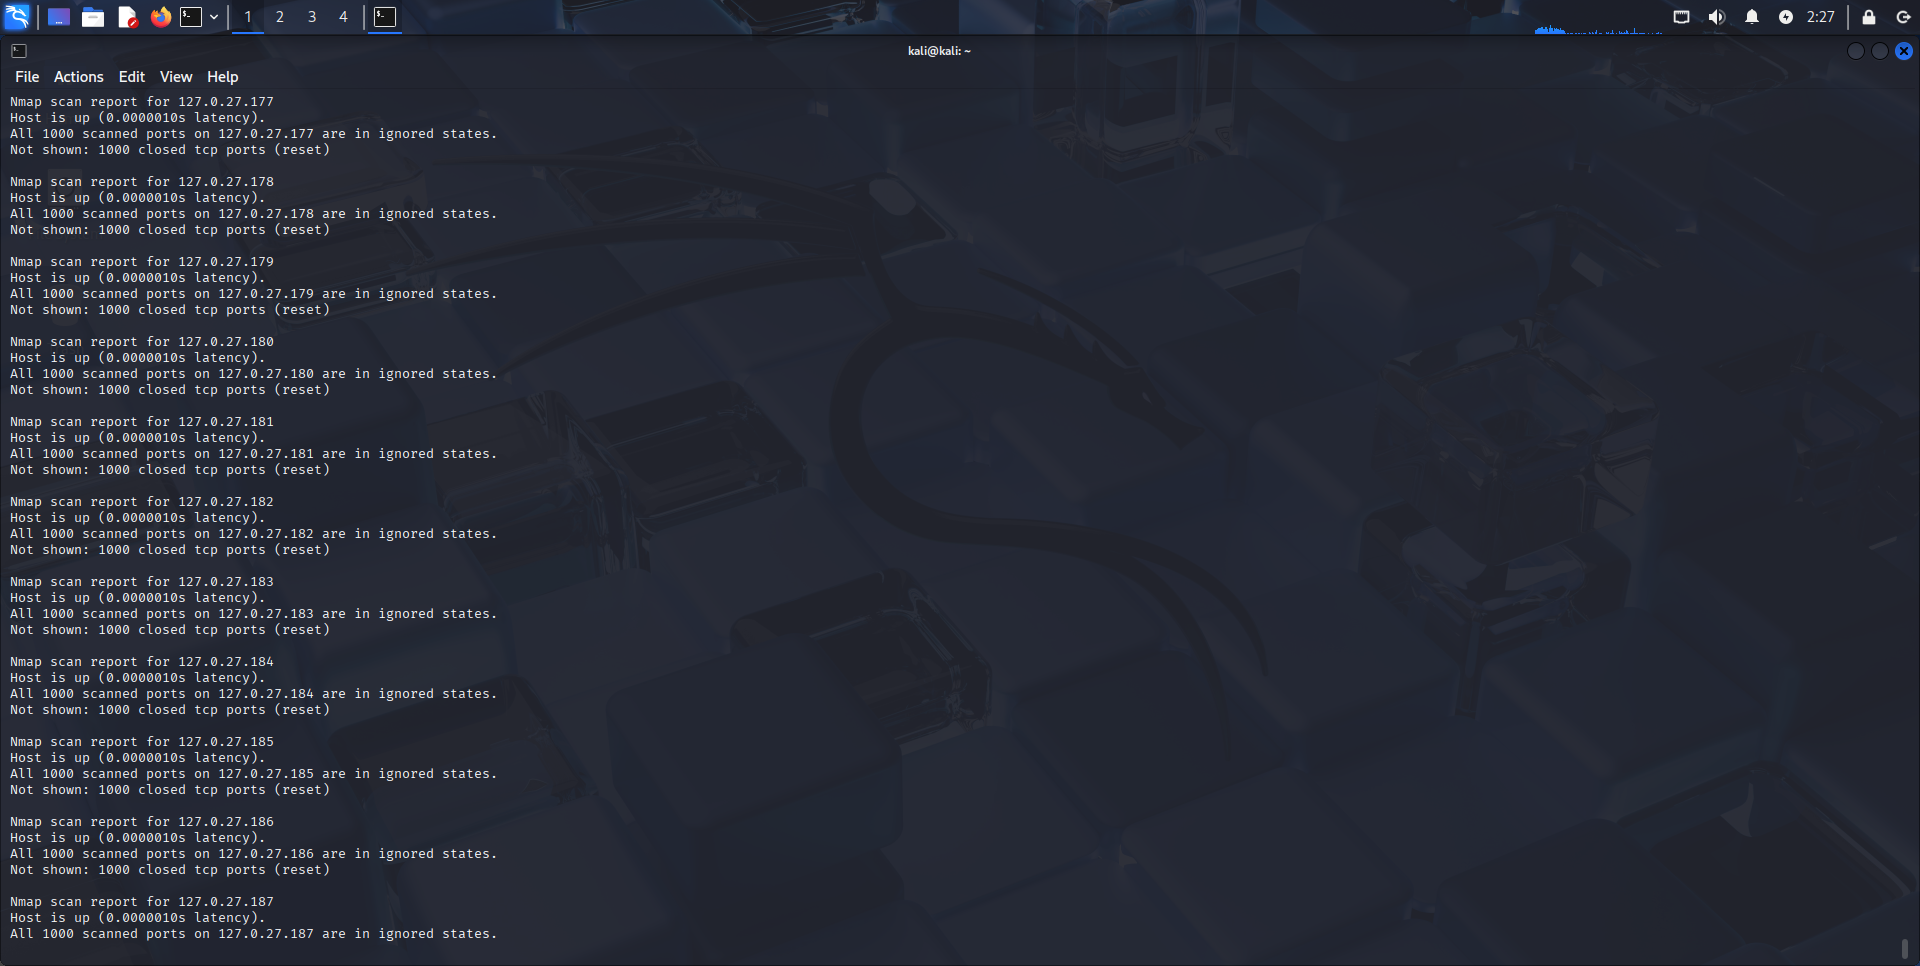 1 2 3 4
2:27
kali@kali: ~
File Actions Edit View Help
Nmap scan report for 127.0.27.177
Host is up (0.0000010s latency).
All 1000 scanned ports on 127.0.27.177 are in ignored states.
Not shown: 1000 closed tcp ports (reset)
Nmap scan report for 127.0.27.178
Host is up (0.0000010s latency).
All 1000 scanned ports on 127.0.27.178 are in ignored states.
Not shown: 1000 closed tcp ports (reset)
Nmap scan report for 127.0.27.179
Host is up (0.0000010s latency).
All 1000 scanned ports on 127.0.27.179 are in ignored states.
Not shown: 1000 closed tcp ports (reset)
Nmap scan report for 127.0.27.180
Host is up (0.0000010s latency).
All 1000 scanned ports on 127.0.27.180 are in ignored states.
Not shown: 1000 closed tcp ports (reset)
Nmap scan report for 127.0.27.181
Host is up (0.0000010s latency).
All 1000 scanned ports on 127.0.27.181 are in ignored states.
Not shown: 1000 closed tcp ports (reset)
Nmap scan report for 127.0.27.182
Host is up (0.0000010s latency).
All 1000 scanned ports on 127.0.27.182 are in ignored states.
Not shown: 1000 closed tcp ports (reset)
Nmap scan report for 127.0.27.183
Host is up (0.0000010s latency).
All 1000 scanned ports on 127.0.27.183 are in ignored states.
Not shown: 1000 closed tcp ports (reset)
Nmap scan report for 127.0.27.184
Host is up (0.0000010s latency).
All 1000 scanned ports on 127.0.27.184 are in ignored states.
Not shown: 1000 closed tcp ports (reset)
Nmap scan report for 127.0.27.185
Host is up (0.0000010s latency).
All 1000 scanned ports on 127.0.27.185 are in ignored states.
Not shown: 1000 closed tcp ports (reset)
Nmap scan report for 127.0.27.186
Host is up (0.0000010s latency).
All 1000 scanned ports on 127.0.27.186 are in ignored states.
Not shown: 1000 closed tcp ports (reset)
Nmap scan report for 127.0.27.187
Host is up (0.0000010s latency).
All 1000 scanned ports on 127.0.27.187 are in ignored states.